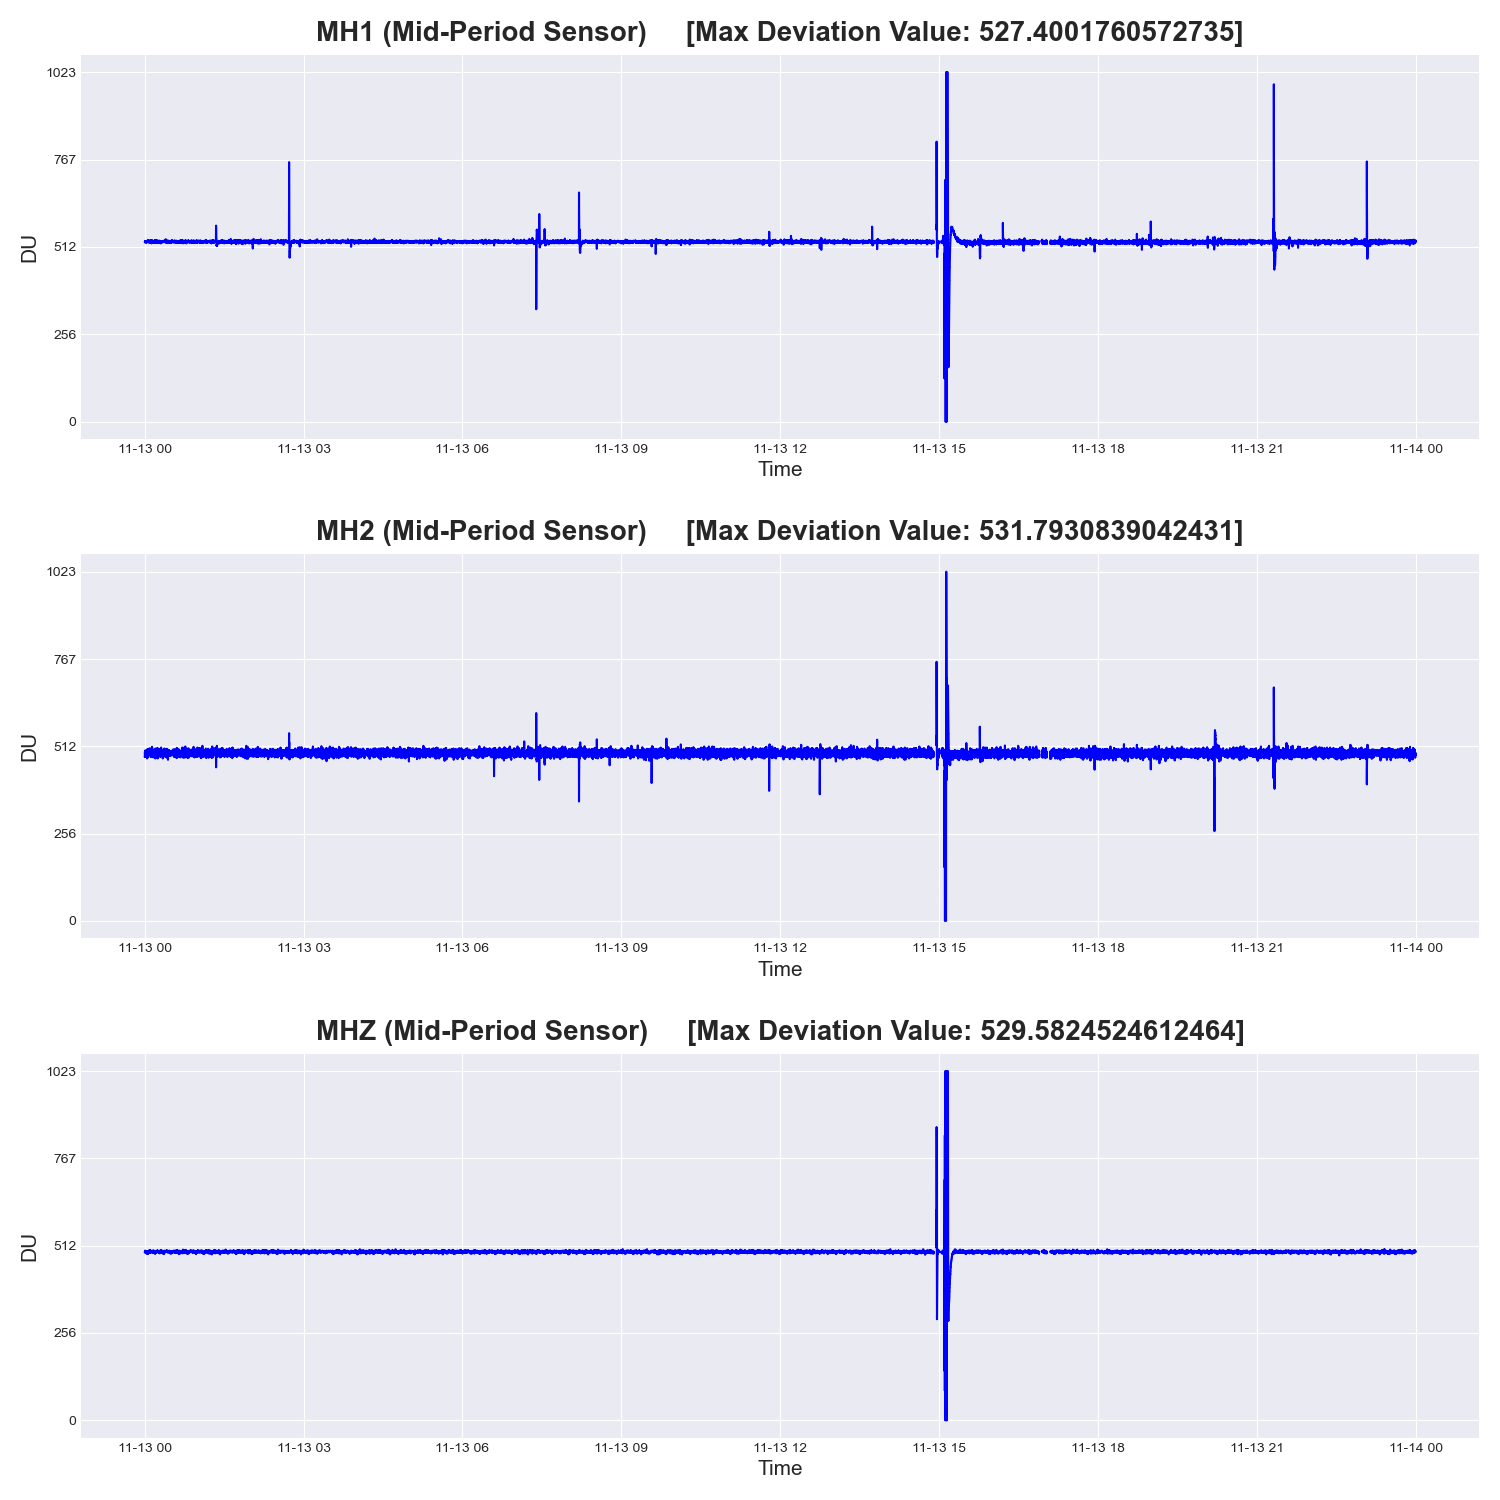 MH1 (Mid-Period Sensor) [Max Deviation Value: 527.4001760572735]
1023
767
512
256
0
DU
11-13 00 11-13 03 11-13 06 11-13 09 11-13 12 11-13 15 11-13 18 11-13 21 11-14 00
Time
MH2 (Mid-Period Sensor) [Max Deviation Value: 531.7930839042431]
1023
767
512
256
0
DU
11-13 00 11-13 03 11-13 06 11-13 09 11-13 12 11-13 15 11-13 18 11-13 21 11-14 00
Time
MHZ (Mid-Period Sensor) [Max Deviation Value: 529.5824524612464]
1023
767
512
256
0
DU
11-13 00 11-13 03 11-13 06 11-13 09 11-13 12 11-13 15 11-13 18 11-13 21 11-14 00
Time